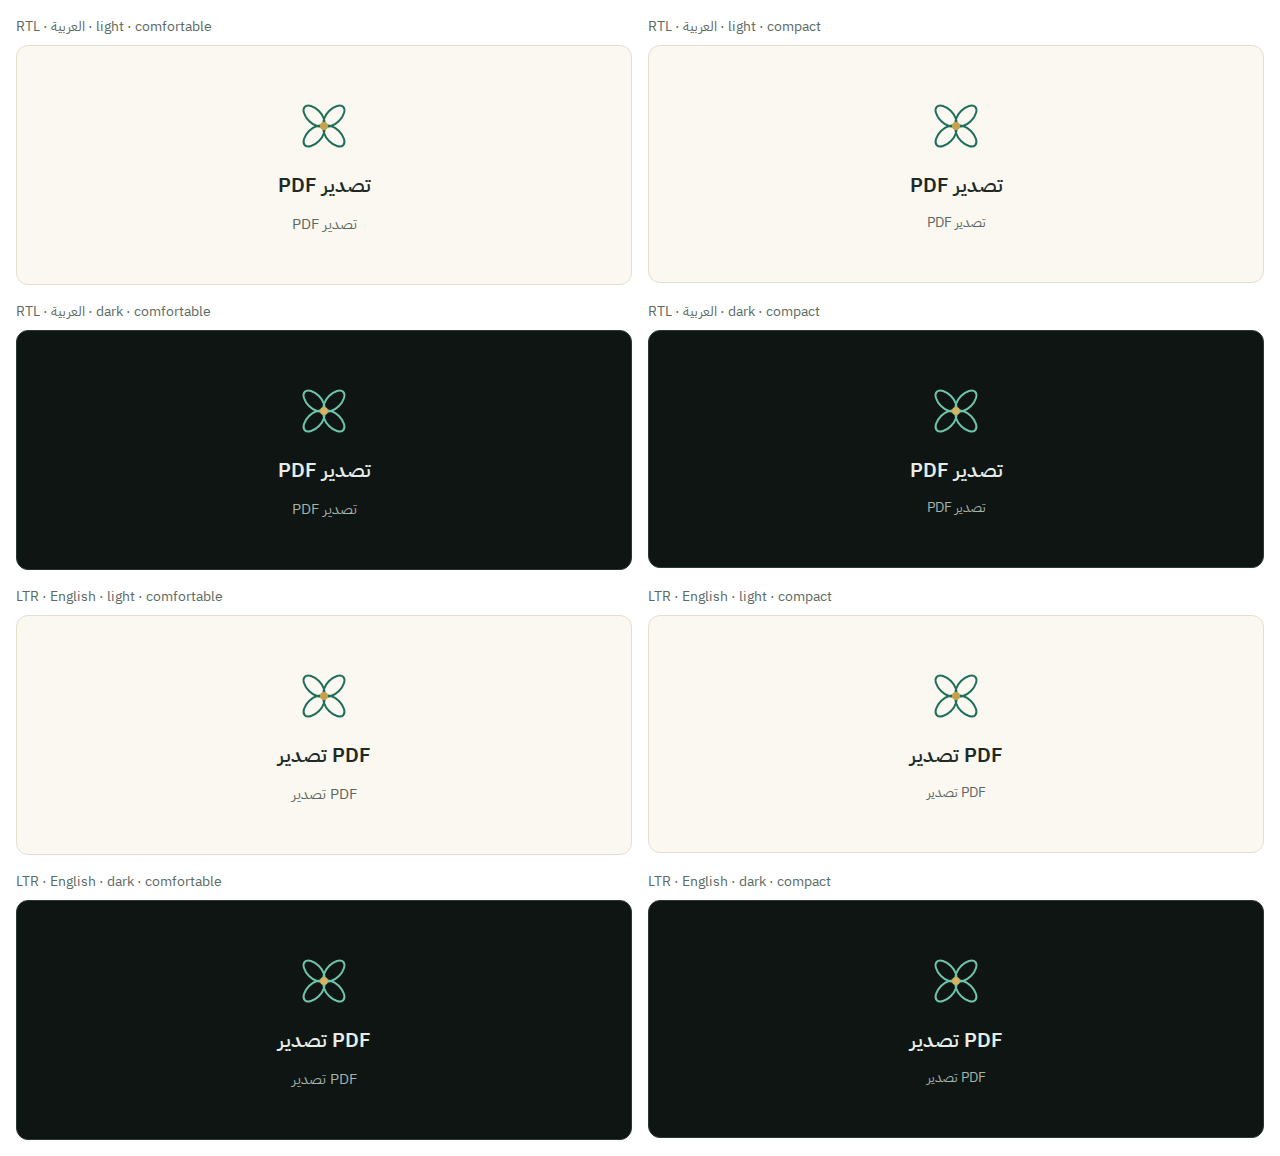 RTL · العربية · light · comfortable
تصدير PDF
تصدير PDF
RTL · العربية · light · compact
تصدير PDF
تصدير PDF
RTL · العربية · dark · comfortable
تصدير PDF
تصدير PDF
RTL · العربية · dark · compact
تصدير PDF
تصدير PDF
LTR · English · light · comfortable
تصدير PDF
تصدير PDF
LTR · English · light · compact
تصدير PDF
تصدير PDF
LTR · English · dark · comfortable
تصدير PDF
تصدير PDF
LTR · English · dark · compact
تصدير PDF
تصدير PDF